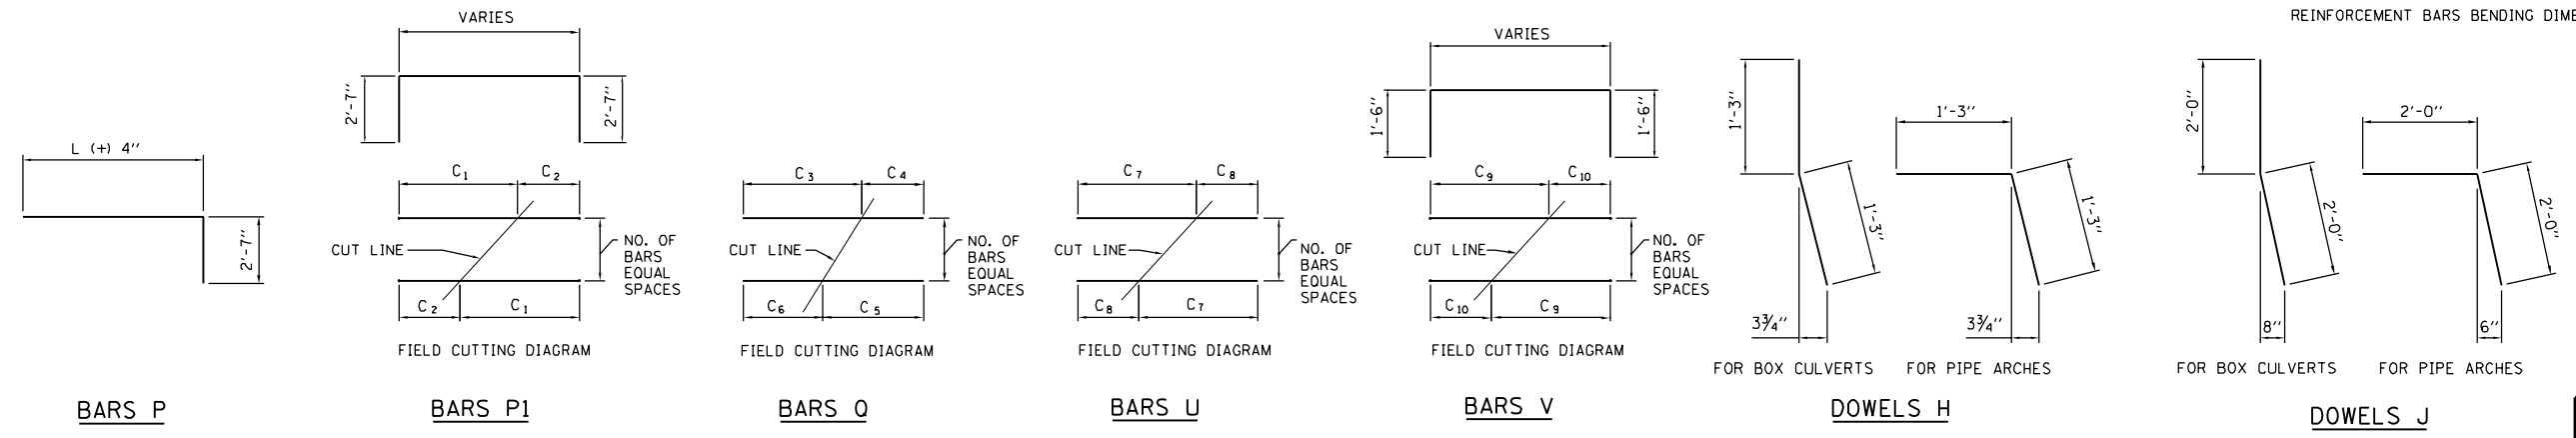 REINFORCEMENT BARS BENDING DIME
L (+) 4''
2'-7''
BARS P
VARIES
2'-7''
2'-7''
C1
C2
CUT LINE
NO. OF
BARS
EQUAL
SPACES
C2
C1
FIELD CUTTING DIAGRAM
BARS P1
C3
C4
CUT LINE
NO. OF
BARS
EQUAL
SPACES
C6
C5
FIELD CUTTING DIAGRAM
BARS Q
C7
C8
CUT LINE
NO. OF
BARS
EQUAL
SPACES
C8
C7
FIELD CUTTING DIAGRAM
BARS U
VARIES
1'-6''
1'-6''
C9
C10
CUT LINE
NO. OF
BARS
EQUAL
SPACES
C10
C9
FIELD CUTTING DIAGRAM
BARS V
1'-3''
1'-3''
3¾''
FOR BOX CULVERTS
1'-3''
1'-3''
3¾''
FOR PIPE ARCHES
DOWELS H
2'-0''
2'-0''
8''
FOR BOX CULVERTS
2'-0''
2'-0''
6''
FOR PIPE ARCHES
DOWELS J